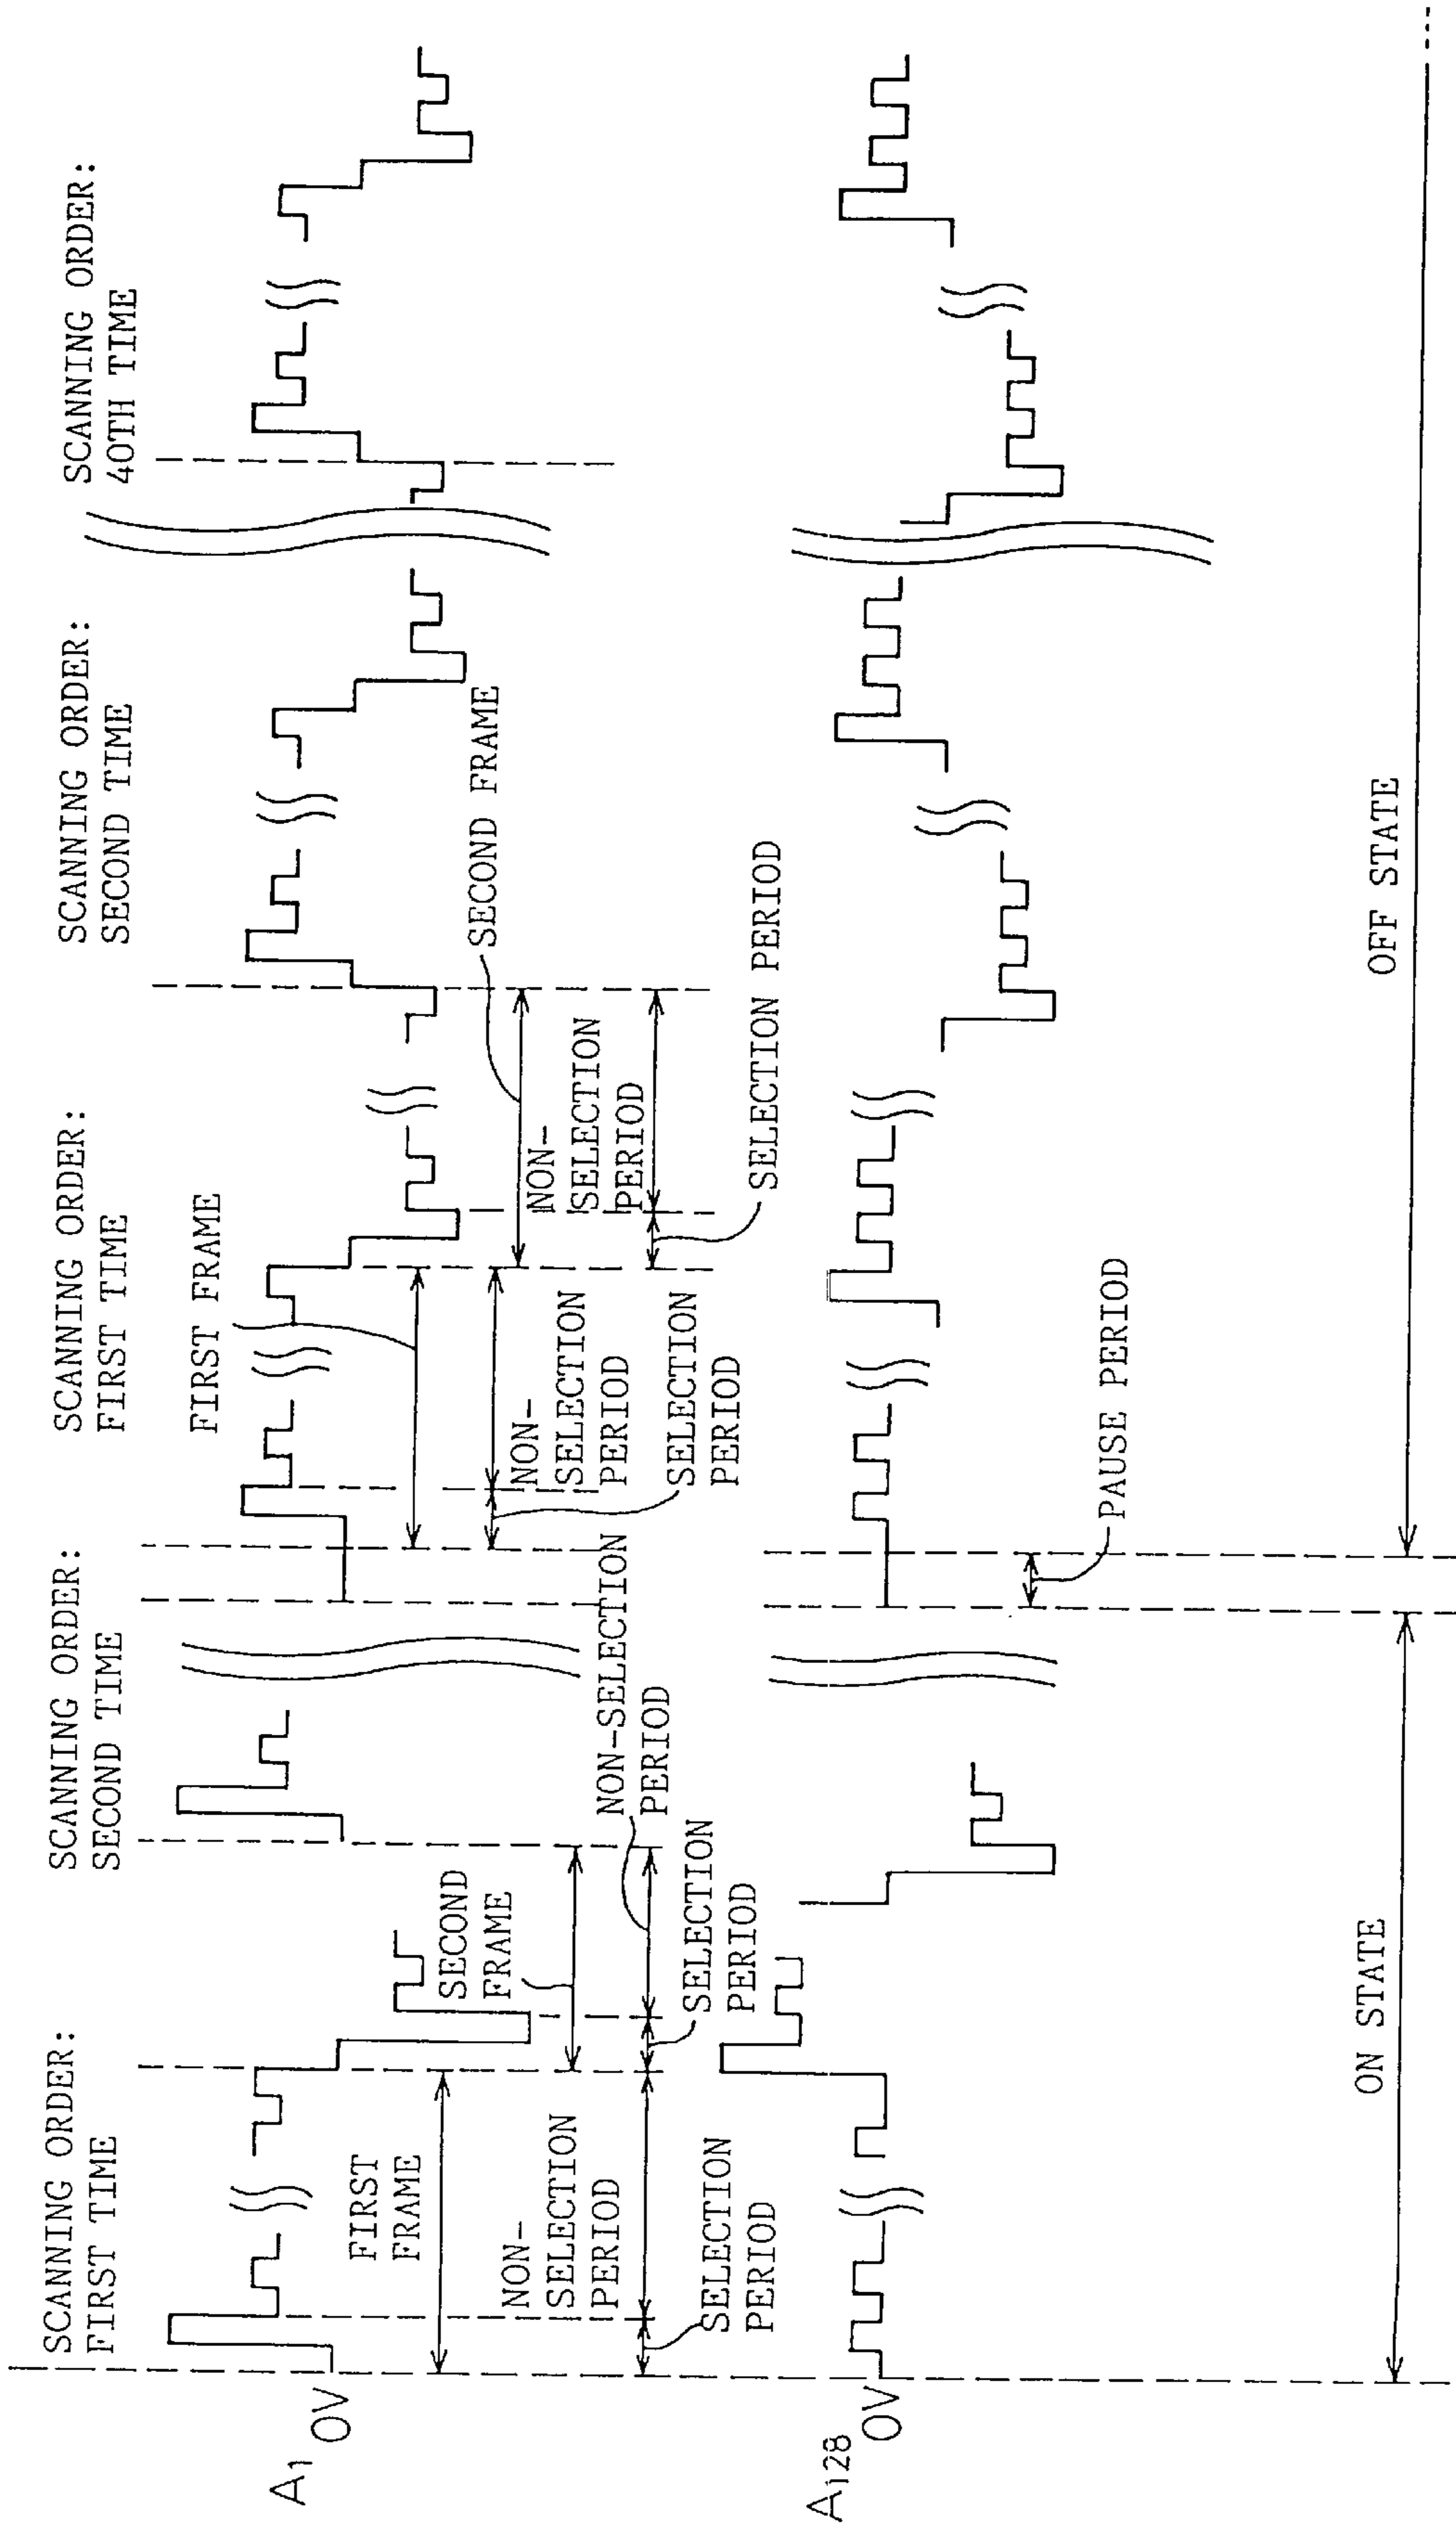 SCANNING ORDER:
FIRST TIME
SCANNING ORDER:
SECOND TIME
SCANNING ORDER:
FIRST TIME
SCANNING ORDER:
SECOND TIME
SCANNING ORDER:
40TH TIME
A1
0V
FIRST
FRAME
SECOND
FRAME
NON-
SELECTION
PERIOD
SELECTION
PERIOD
NON-SELECTION
PERIOD
SELECTION
PERIOD
FIRST FRAME
NON-
SELECTION
PERIOD
SELECTION
PERIOD
SECOND FRAME
NON-
SELECTION
PERIOD
SELECTION PERIOD
A128
0V
PAUSE PERIOD
ON STATE
OFF STATE